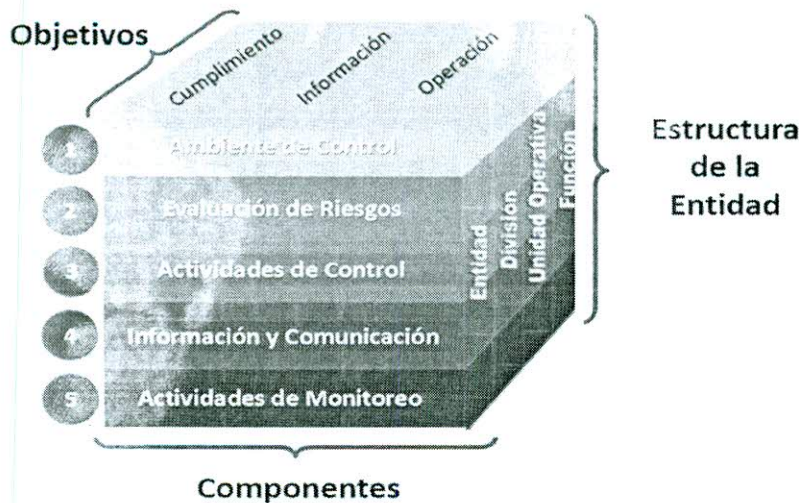 Objetivos
Cumplimiento
Información
Operación
1 Ambiente de Control
2 Evaluación de Riesgos
3 Actividades de Control
4 Información y Comunicación
5 Actividades de Monitoreo
Entidad
División
Unidad Operativa
Función
Estructura
de la
Entidad
Componentes